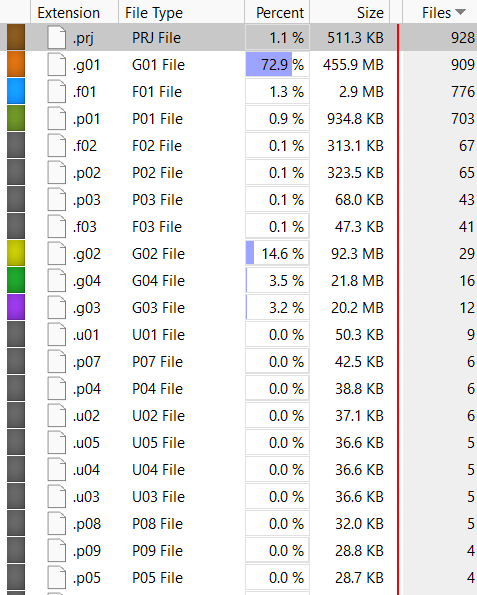 Extension File Type Percent Size Files
.prj PRJ File 1.1 % 511.3 KB 928
.g01 G01 File 72.9 % 455.9 MB 909
.f01 F01 File 1.3 % 2.9 MB 776
.p01 P01 File 0.9 % 934.8 KB 703
.f02 F02 File 0.1 % 313.1 KB 67
.p02 P02 File 0.1 % 323.5 KB 65
.p03 P03 File 0.1 % 68.0 KB 43
.f03 F03 File 0.1 % 47.3 KB 41
.g02 G02 File 14.6 % 92.3 MB 29
.g04 G04 File 3.5 % 21.8 MB 16
.g03 G03 File 3.2 % 20.2 MB 12
.u01 U01 File 0.0 % 50.3 KB 9
.p07 P07 File 0.0 % 42.5 KB 6
.p04 P04 File 0.0 % 38.8 KB 6
.u02 U02 File 0.0 % 37.1 KB 6
.u05 U05 File 0.0 % 36.6 KB 5
.u04 U04 File 0.0 % 36.6 KB 5
.u03 U03 File 0.0 % 36.6 KB 5
.p08 P08 File 0.0 % 32.0 KB 5
.p09 P09 File 0.0 % 28.8 KB 4
.p05 P05 File 0.0 % 28.7 KB 4